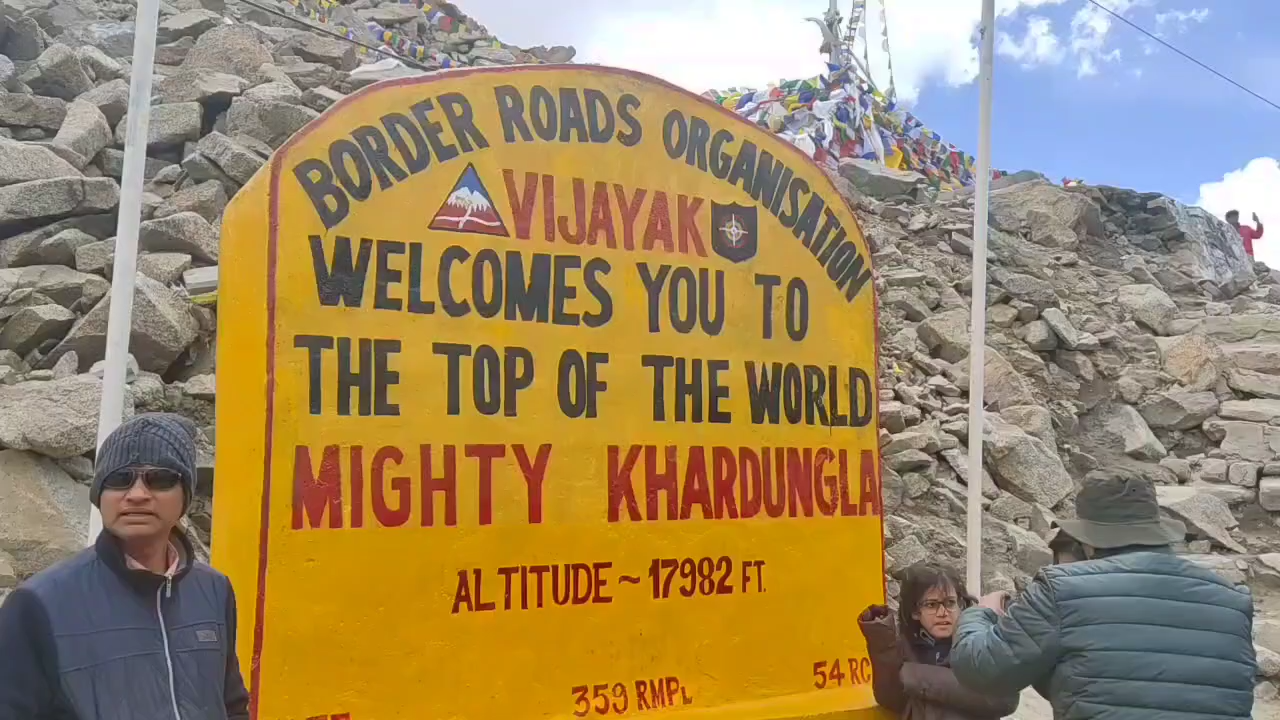 BORDER ROADS ORGANISATION
VIJAYAK
WELCOMES YOU TO
THE TOP OF THE WORLD
MIGHTY KHARDUNGLA
ALTITUDE ~ 17982 FT.
54 RC
359 RMPL